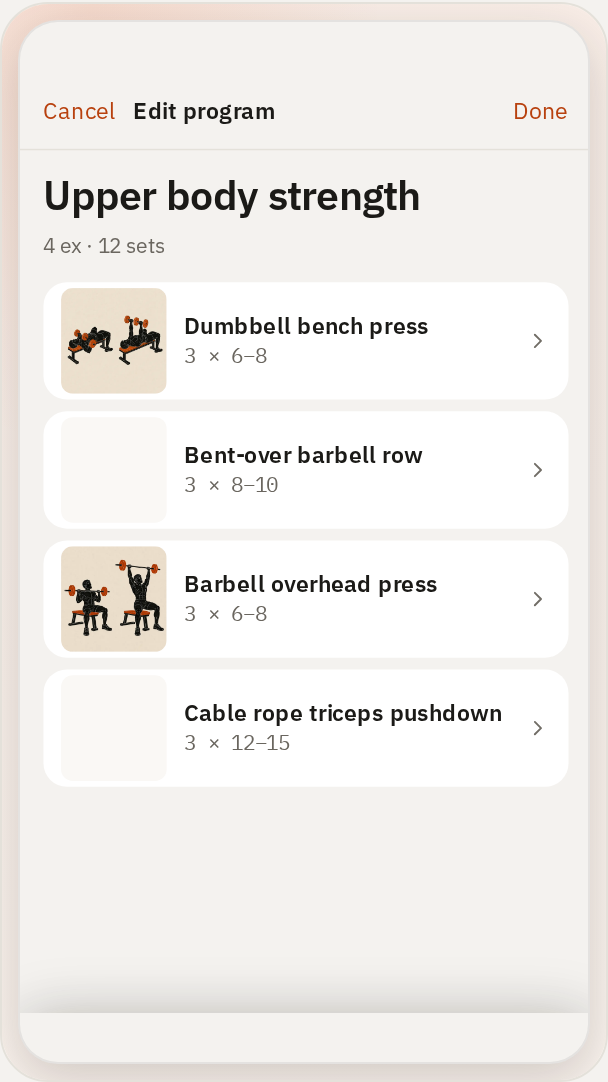 Cancel Edit program Done
Upper body strength
4 ex · 12 sets
Dumbbell bench press
3 × 6–8
Bent-over barbell row
3 × 8–10
Barbell overhead press
3 × 6–8
Cable rope triceps pushdown
3 × 12–15